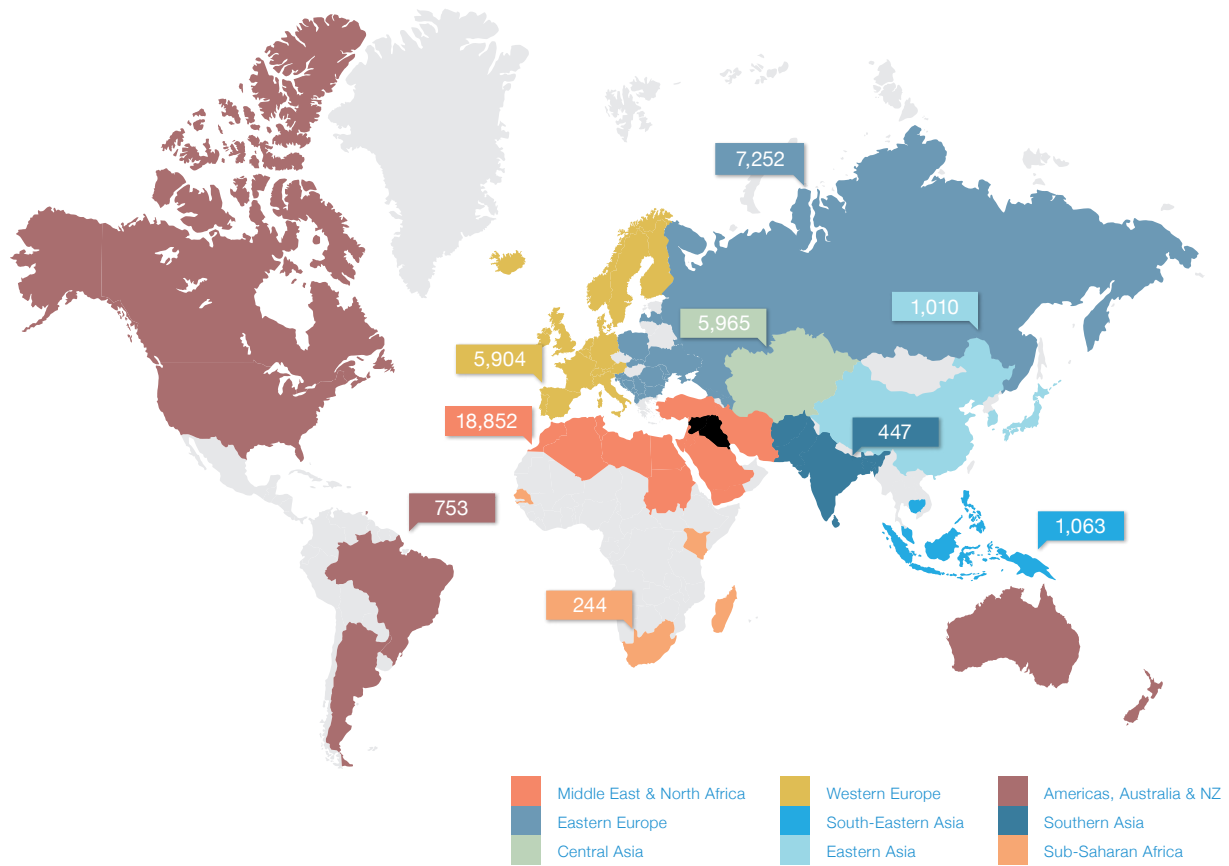 7,252
1,010
5,965
5,904
18,852
447
753
1,063
244
Middle East & North Africa
Western Europe
Americas, Australia & NZ
Eastern Europe
South-Eastern Asia
Southern Asia
Central Asia
Eastern Asia
Sub-Saharan Africa